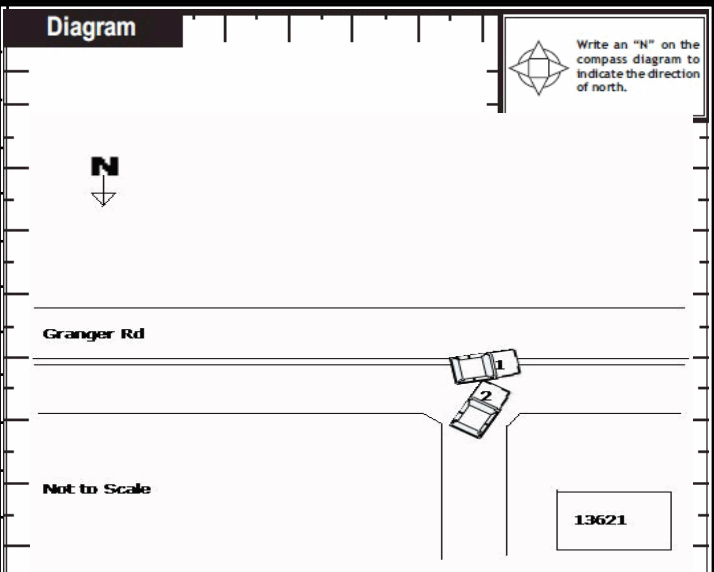 Diagram
Write an “N” on the
compass diagram to
indicate the direction
of north.
N
Granger Rd
1
2
Not to Scale
13621